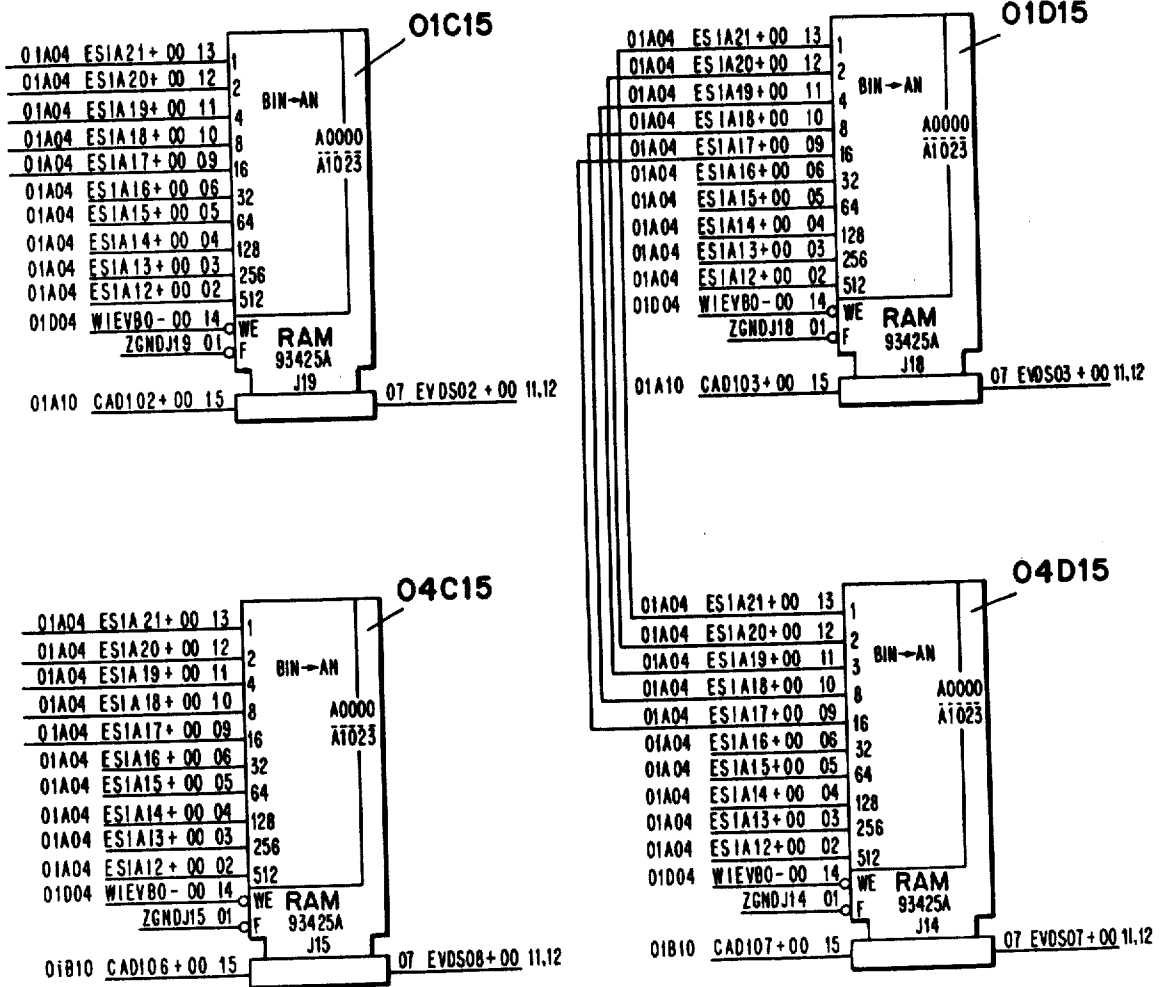 01C15
01A04 ES1A21+00 13 1
01A04 ES1A20+00 12 2
01A04 ES1A19+00 11 4
01A04 ES1A18+00 10 8
01A04 ES1A17+00 09 16
01A04 ES1A16+00 06 32
01A04 ES1A15+00 05 64
01A04 ES1A14+00 04 128
01A04 ES1A13+00 03 256
01A04 ES1A12+00 02 512
01D04 W1EVB0-00 14 WE
ZGNDJ19 01 F
BIN→AN
A0000
A1023
RAM
93425A
J19
01A10 CAD102+00 15
07 EVDS02+00 11,12
01D15
01A04 ES1A21+00 13 1
01A04 ES1A20+00 12 2
01A04 ES1A19+00 11 4
01A04 ES1A18+00 10 8
01A04 ES1A17+00 09 16
01A04 ES1A16+00 06 32
01A04 ES1A15+00 05 64
01A04 ES1A14+00 04 128
01A04 ES1A13+00 03 256
01A04 ES1A12+00 02 512
01D04 W1EVB0-00 14 WE
ZGNDJ18 01 F
BIN→AN
A0000
A1023
RAM
93425A
J18
01A10 CAD103+00 15
07 EVDS03+00 11,12
04C15
01A04 ES1A21+00 13 1
01A04 ES1A20+00 12 2
01A04 ES1A19+00 11 4
01A04 ES1A18+00 10 8
01A04 ES1A17+00 09 16
01A04 ES1A16+00 06 32
01A04 ES1A15+00 05 64
01A04 ES1A14+00 04 128
01A04 ES1A13+00 03 256
01A04 ES1A12+00 02 512
01D04 W1EVB0-00 14 WE
ZGNDJ15 01 F
BIN→AN
A0000
A1023
RAM
93425A
J15
01B10 CAD106+00 15
07 EVDS08+00 11,12
04D15
01A04 ES1A21+00 13 1
01A04 ES1A20+00 12 2
01A04 ES1A19+00 11 3
01A04 ES1A18+00 10 8
01A04 ES1A17+00 09 16
01A04 ES1A16+00 06 32
01A04 ES1A15+00 05 64
01A04 ES1A14+00 04 128
01A04 ES1A13+00 03 256
01A04 ES1A12+00 02 512
01D04 W1EVB0-00 14 WE
ZGNDJ14 01 F
BIN→AN
A0000
A1023
RAM
93425A
J14
01B10 CAD107+00 15
07 EVDS07+00 11,12